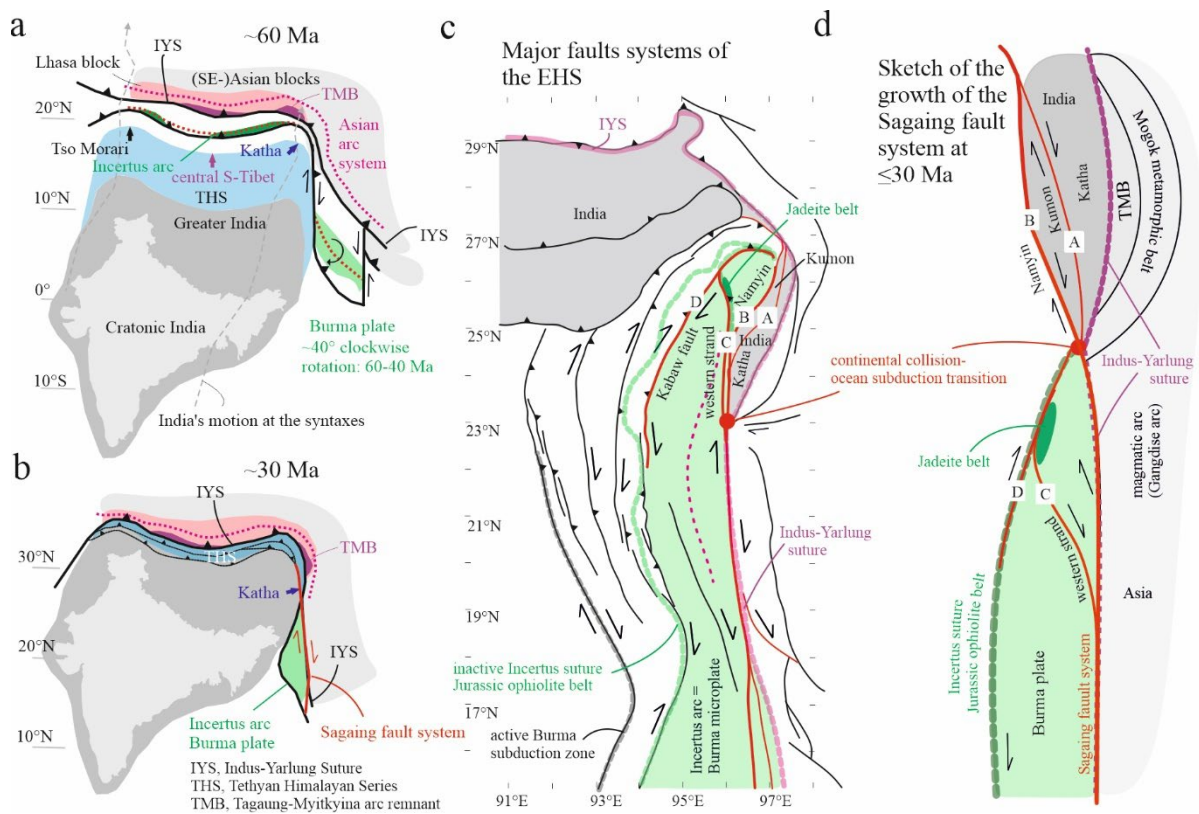 a
~60 Ma
IYS
Lhasa block
(SE-)Asian blocks
TMB
20°N
Asian
arc
system
Tso Morari
Incertus arc
central S-Tibet
Katha
10°N
THS
Greater India
IYS
0°
Cratonic India
Burma plate
~40° clockwise
rotation: 60-40 Ma
10°S
India's motion at the syntaxes
b
~30 Ma
IYS
THS
TMB
30°N
Katha
20°N
IYS
Incertus arc
Burma plate
Sagaing fault system
10°N
IYS, Indus-Yarlung Suture
THS, Tethyan Himalayan Series
TMB, Tagaung-Myitkyina arc remnant
c
Major faults systems of
the EHS
IYS
29°N
India
Jadeite belt
27°N
Kumon
Namyin
D
B
A
C
India
25°N
Kabaw fault
western strand
Katha
continental collision-
ocean subduction transition
23°N
21°N
Indus-Yarlung
suture
19°N
inactive Incertus suture
Jurassic ophiolite belt
17°N
active Burma
subduction zone
Incertus arc =
Burma microplate
91°E
93°E
95°E
97°E
d
Sketch of the
growth of the
Sagaing fault
system at
≤30 Ma
India
Katha
Kumon
B
A
Namyin
TMB
Mogok metamorphic belt
Indus-Yarlung
suture
Jadeite belt
magmatic arc
(Gangdise arc)
D
C
western strand
Asia
Incertus suture
Jurassic ophiolite belt
Burma plate
Sagaing fauult system